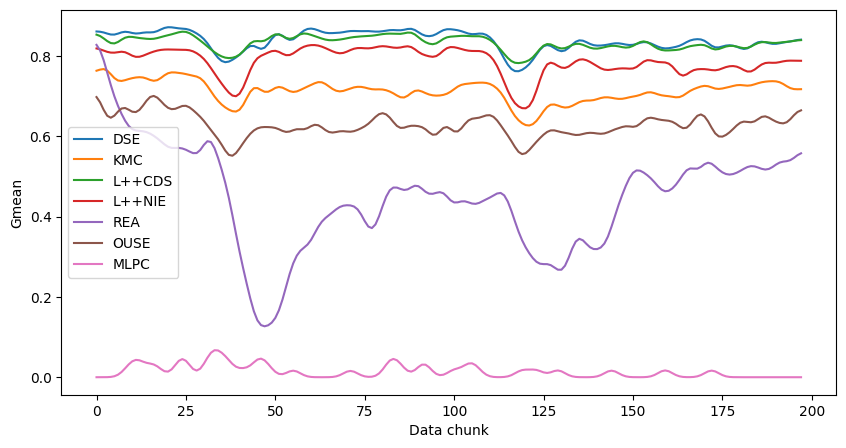 Gmean
0.8
0.6
0.4
0.2
0.0
DSE
KMC
L++CDS
L++NIE
REA
OUSE
MLPC
0 25 50 75 100 125 150 175 200
Data chunk